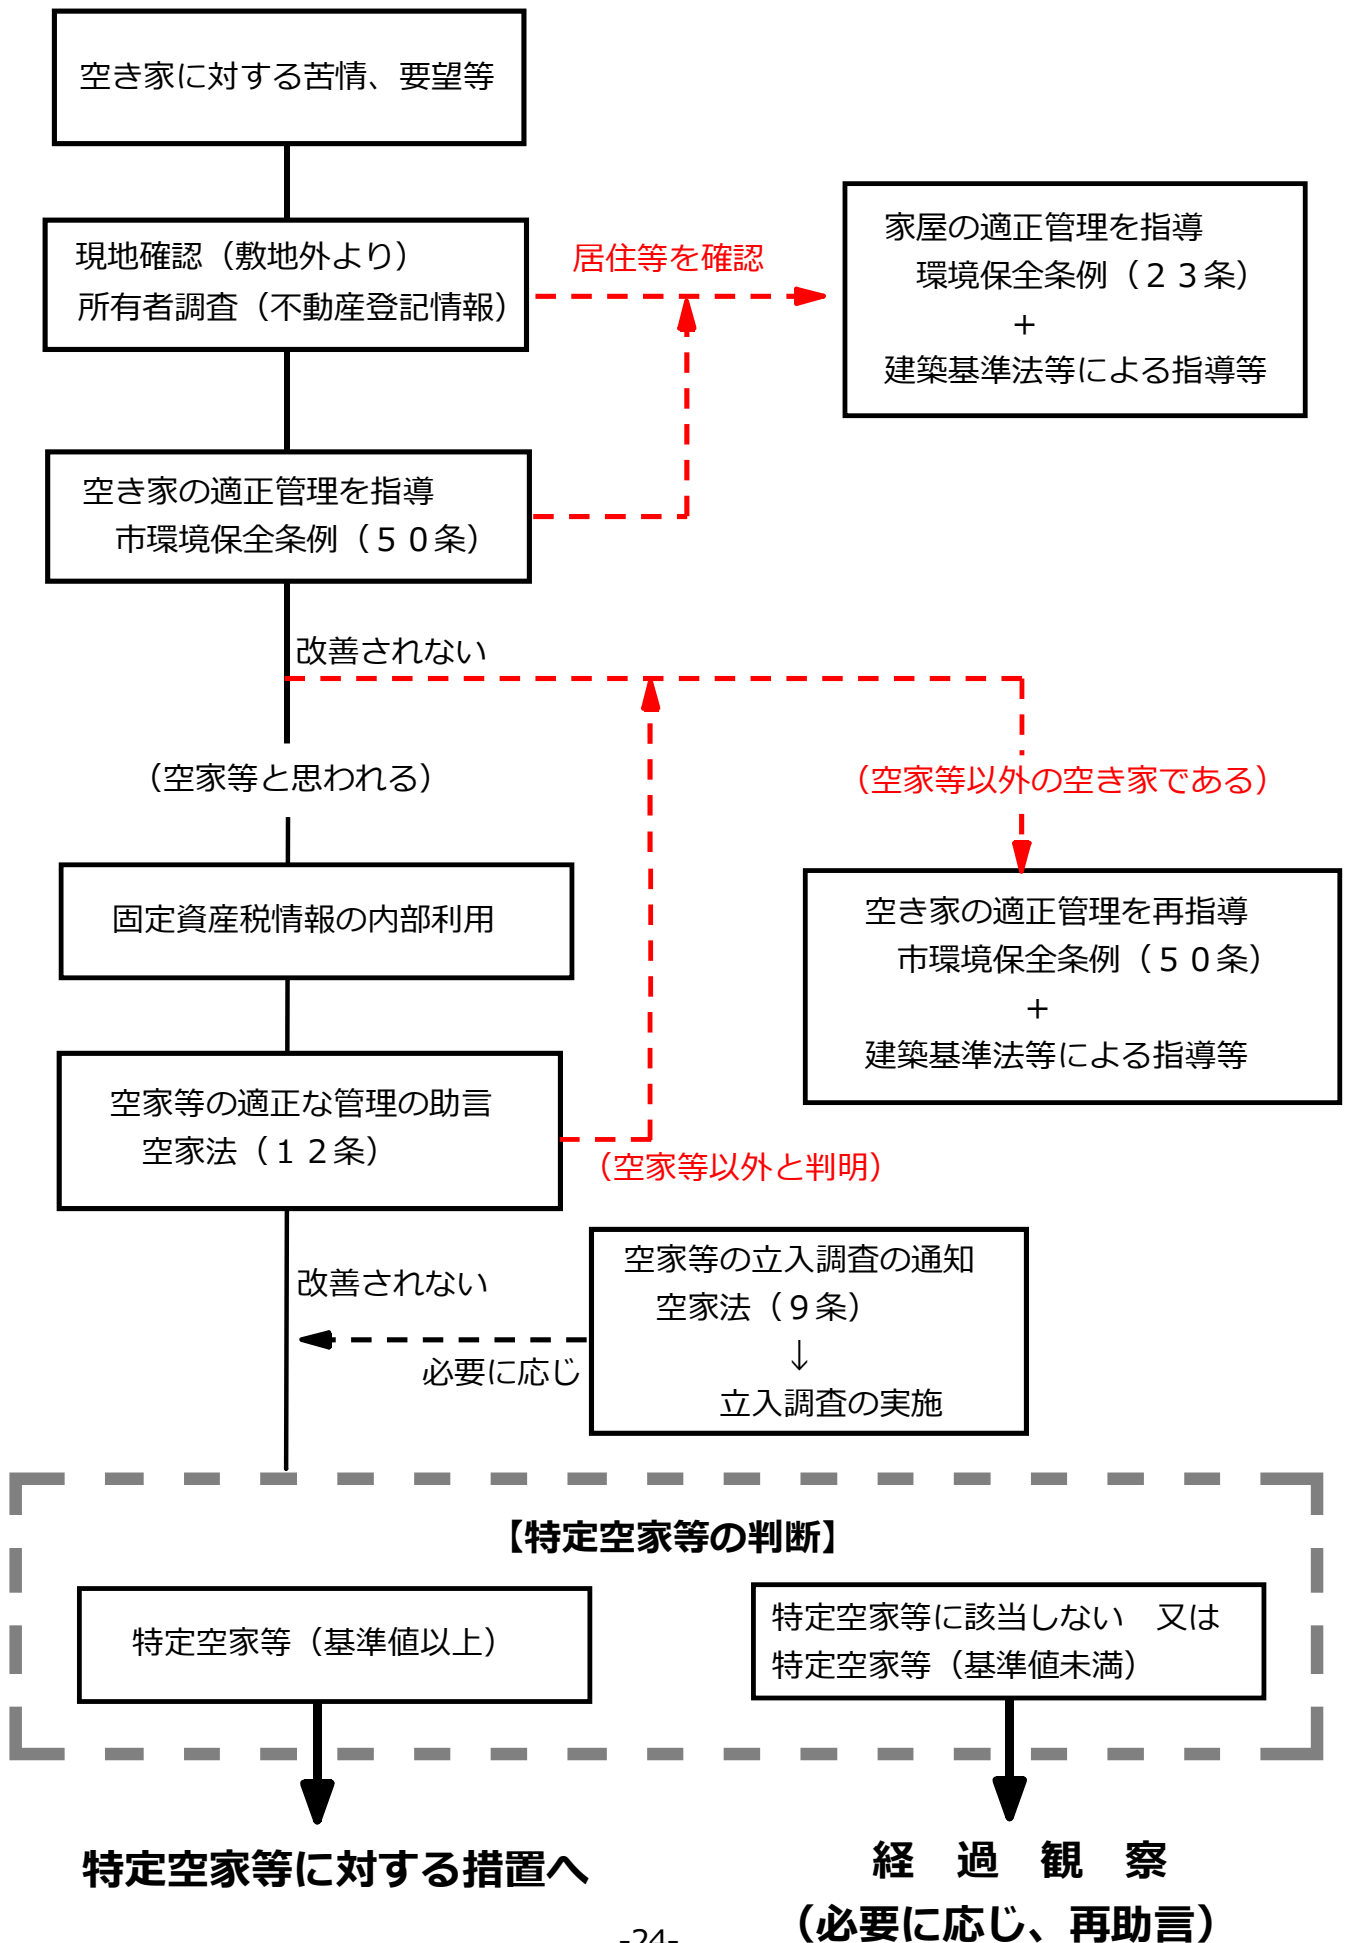 空き家に対する苦情、要望等
現地確認（敷地外より）
所有者調査（不動産登記情報）
居住等を確認
家屋の適正管理を指導
環境保全条例（２３条）
＋
建築基準法等による指導等
空き家の適正管理を指導
市環境保全条例（５０条）
改善されない
（空家等と思われる）
（空家等以外の空き家である）
固定資産税情報の内部利用
空き家の適正管理を再指導
市環境保全条例（５０条）
＋
建築基準法等による指導等
空家等の適正な管理の助言
空家法（１２条）
（空家等以外と判明）
改善されない
空家等の立入調査の通知
空家法（９条）
↓
立入調査の実施
必要に応じ
【特定空家等の判断】
特定空家等（基準値以上）
特定空家等に該当しない　又は
特定空家等（基準値未満）
特定空家等に対する措置へ
経　過　観　察
（必要に応じ、再助言）
-24-